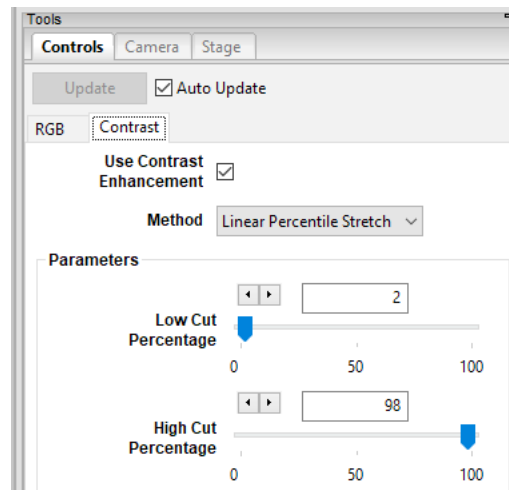 Tools
Controls Camera Stage
Update Auto Update
RGB Contrast
Use Contrast
Enhancement
Method Linear Percentile Stretch
Parameters
2
Low Cut
Percentage
0 50 100
98
High Cut
Percentage
0 50 100